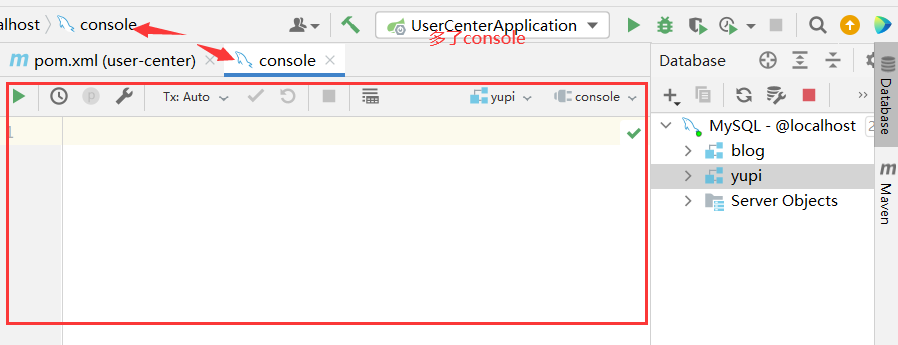 lhost
console
UserCenterApplication
多了console
pom.xml (user-center)
console
Database
Tx: Auto
yupi
console
1
MySQL - @localhost
2
blog
yupi
Server Objects
Database
Maven